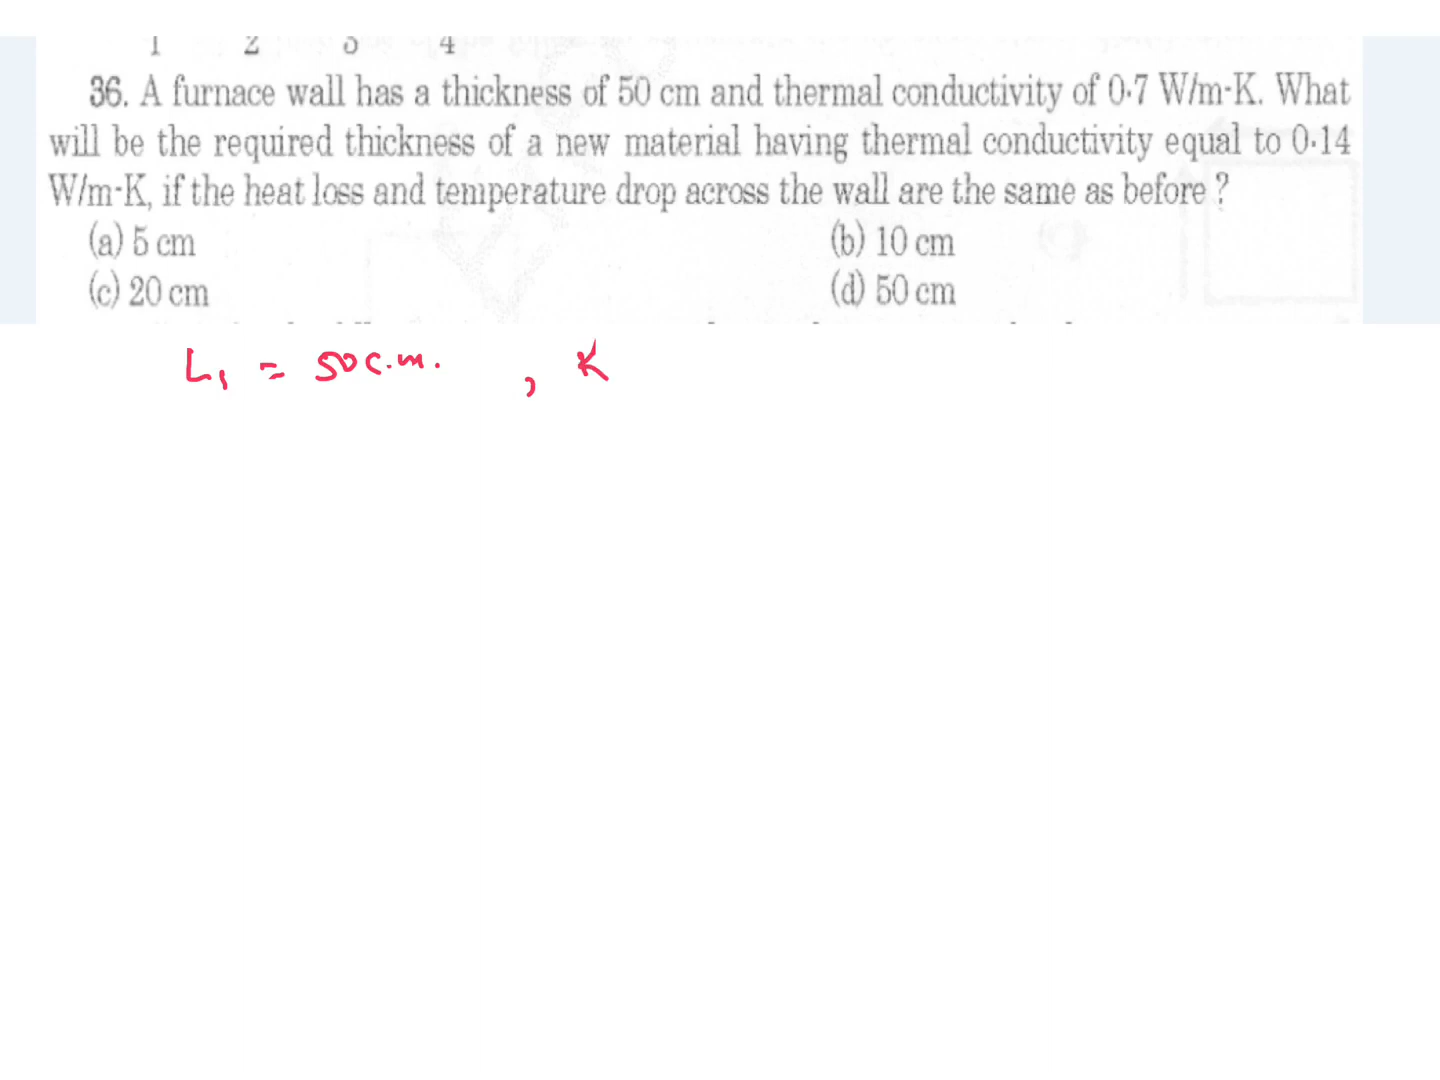 1 2 3 4
36. A furnace wall has a thickness of 50 cm and thermal conductivity of 0·7 W/m-K. What
will be the required thickness of a new material having thermal conductivity equal to 0·14
W/m-K, if the heat loss and temperature drop across the wall are the same as before ?
(a) 5 cm (b) 10 cm
(c) 20 cm (d) 50 cm
L₁ = 50 c.m. , K